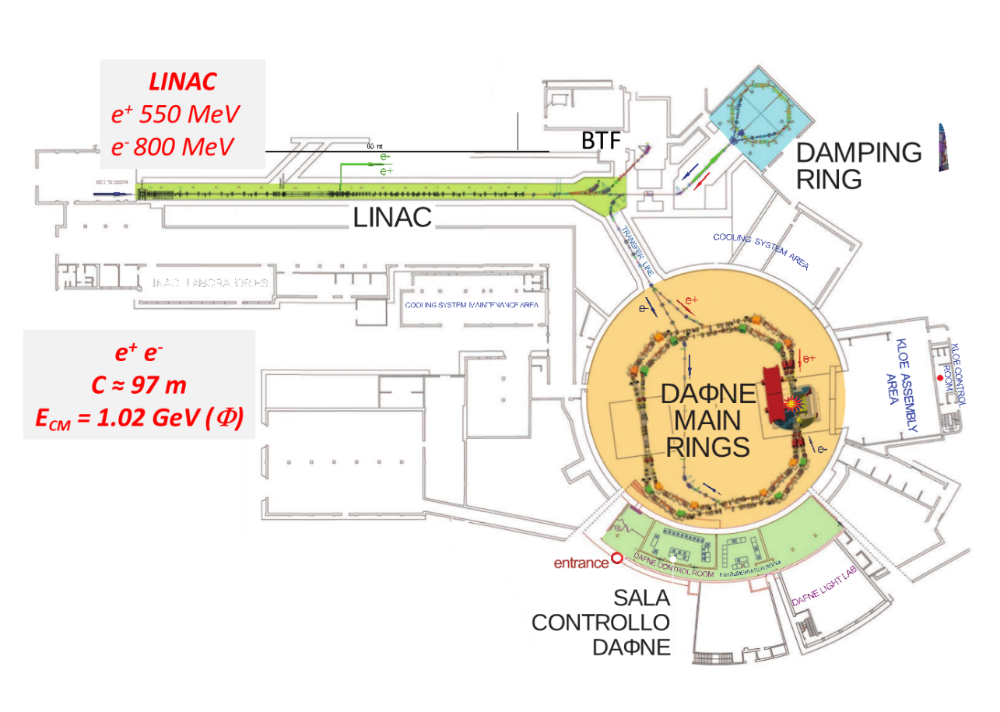 LINAC
e+ 550 MeV
e- 800 MeV
60 mt
e-
e+
BTF
DAMPING
RING
LINAC
TRANSFER LINE
COOLING SYSTEM AREA
COOLING SYSTEM MAINTENANCE AREA
e-
e+
e+ e-
C ≈ 97 m
ECM = 1.02 GeV (Φ)
e+
DAΦNE
MAIN
RINGS
e-
KLOE ASSEMBLY
AREA
KLOE CONTROL
ROOM
entrance
DAFNE CONTROL ROOM
DAFNE LIGHT LAB
SALA
CONTROLLO
DAΦNE